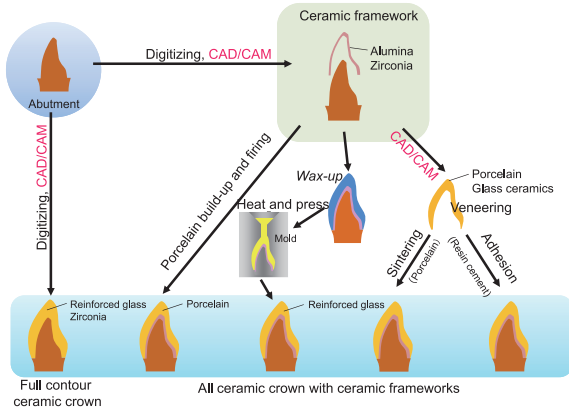 Ceramic framework
Digitizing, CAD/CAM
Alumina
Zirconia
Abutment
Digitizing, CAD/CAM
Porcelain build-up and firing
Wax-up
CAD/CAM
Porcelain
Glass ceramics
Veneering
Heat and press
Mold
Sintering
(Porcelain)
Adhesion
(Resin cement)
Reinforced glass
Zirconia
Porcelain
Reinforced glass
Full contour
ceramic crown
All ceramic crown with ceramic frameworks